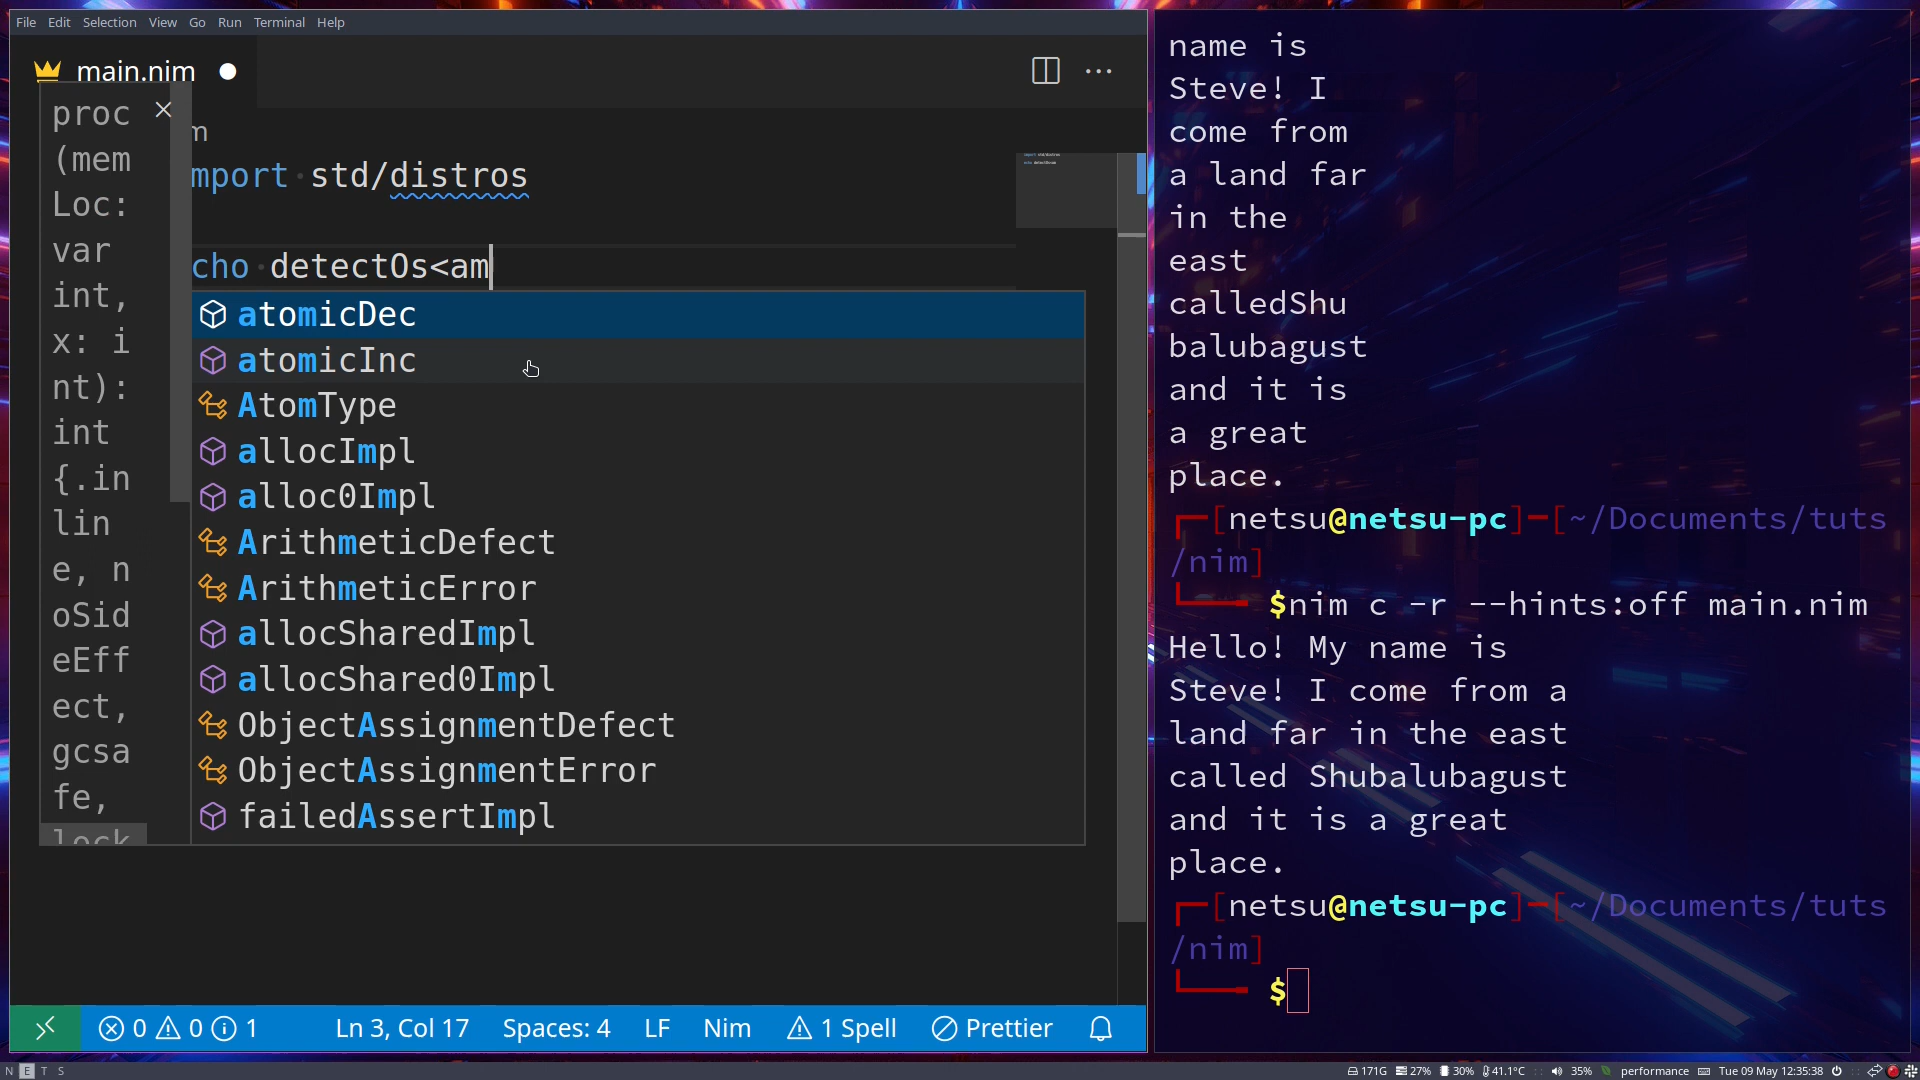 File Edit Selection View Go Run Terminal Help
main.nim
m
mport std/distros
cho detectOs<am
proc
(mem
Loc:
var
int,
x: i
nt):
int
{.in
lin
e, n
oSid
eEff
ect,
gcsa
fe,
lock
atomicDec
atomicInc
AtomType
allocImpl
alloc0Impl
ArithmeticDefect
ArithmeticError
allocSharedImpl
allocShared0Impl
ObjectAssignmentDefect
ObjectAssignmentError
failedAssertImpl
0 0 1 Ln 3, Col 17 Spaces: 4 LF Nim 1 Spell Prettier
name is
Steve! I
come from
a land far
in the
east
calledShu
balubagust
and it is
a great
place.
[netsu@netsu-pc]-[~/Documents/tuts
/nim]
$nim c -r --hints:off main.nim
Hello! My name is
Steve! I come from a
land far in the east
called Shubalubagust
and it is a great
place.
[netsu@netsu-pc]-[~/Documents/tuts
/nim]
$
N E T S 171G 27% 30% 41.1°C 35% performance Tue 09 May 12:35:38